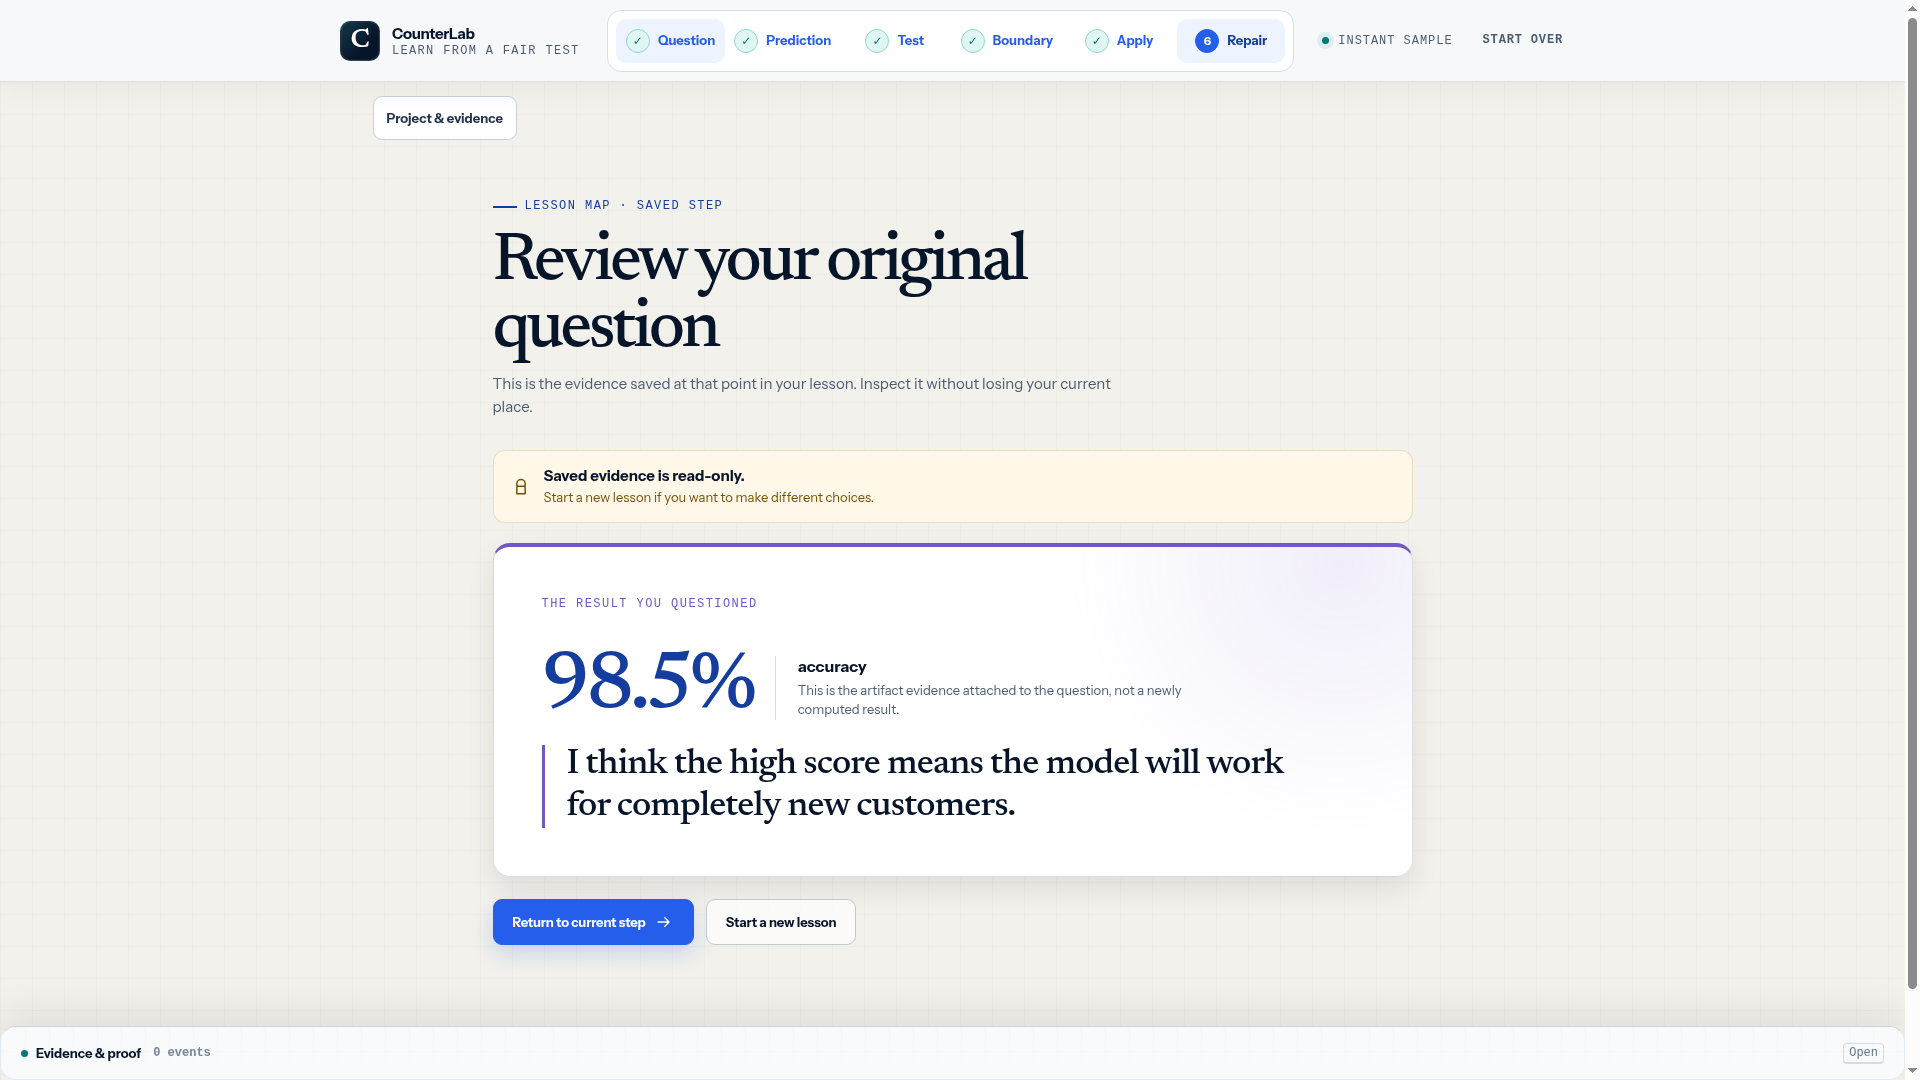 C
CounterLab
LEARN FROM A FAIR TEST
✓ Question
✓ Prediction
✓ Test
✓ Boundary
✓ Apply
6 Repair
INSTANT SAMPLE
START OVER
Project & evidence
LESSON MAP · SAVED STEP
Review your original
question
This is the evidence saved at that point in your lesson. Inspect it without losing your current
place.
Saved evidence is read-only.
Start a new lesson if you want to make different choices.
THE RESULT YOU QUESTIONED
98.5%
accuracy
This is the artifact evidence attached to the question, not a newly
computed result.
I think the high score means the model will work
for completely new customers.
Return to current step →
Start a new lesson
Evidence & proof 0 events
Open